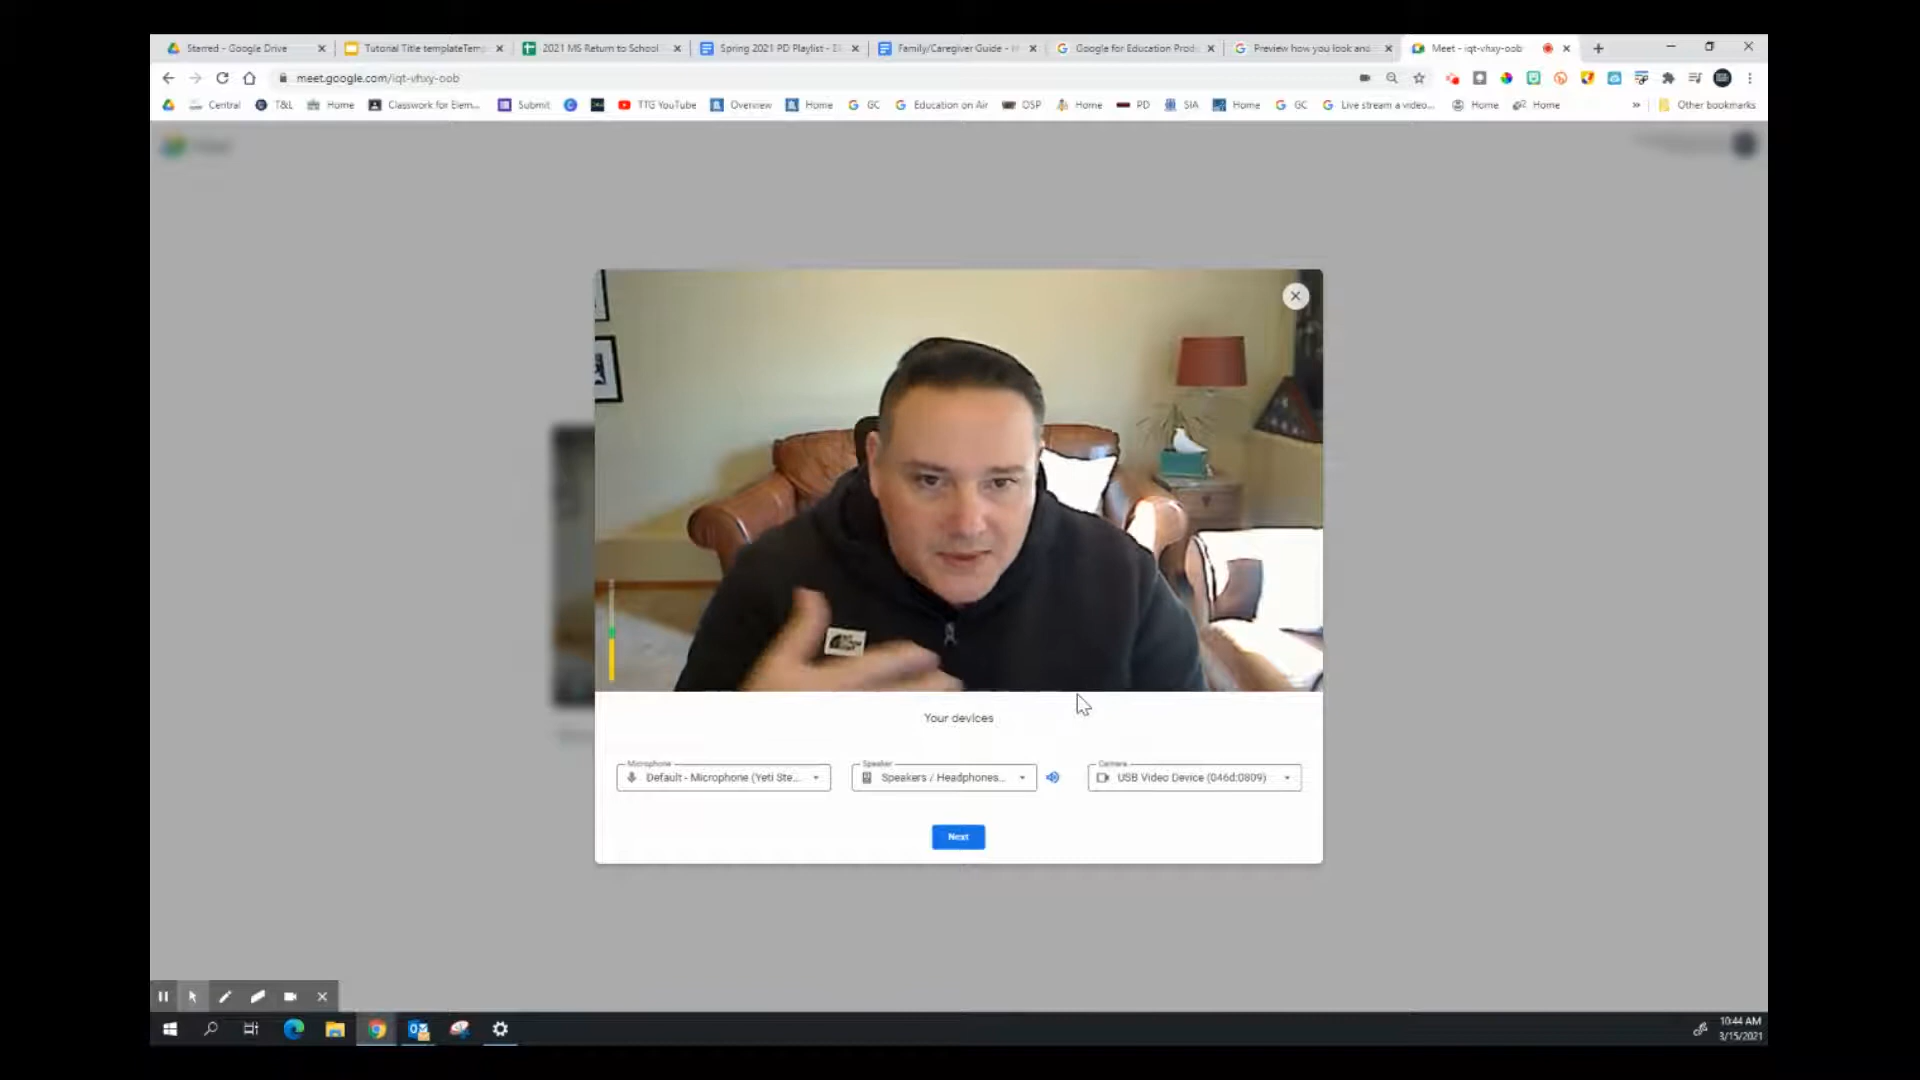 Starred - Google Drive
Tutorial Title templateTem
2021 MS Return to School
Spring 2021 PD Playlist - E
Family/Caregiver Guide -
Google for Education Prod
Preview how you look and
Meet - iqt-vhxy-oob
meet.google.com/iqt-vhxy-oob
Central
T&L
Home
Classwork for Elem...
Submit
TTG YouTube
Overview
Home
GC
Education on Air
OSP
Home
PD
SIA
Home
GC
Live stream a video...
Home
Home
Other bookmarks
Your devices
Microphone
Default - Microphone (Yeti Ste...
Speaker
Speakers / Headphones...
Camera
USB Video Device (046d:0809)
Next
10:44 AM
3/15/2021